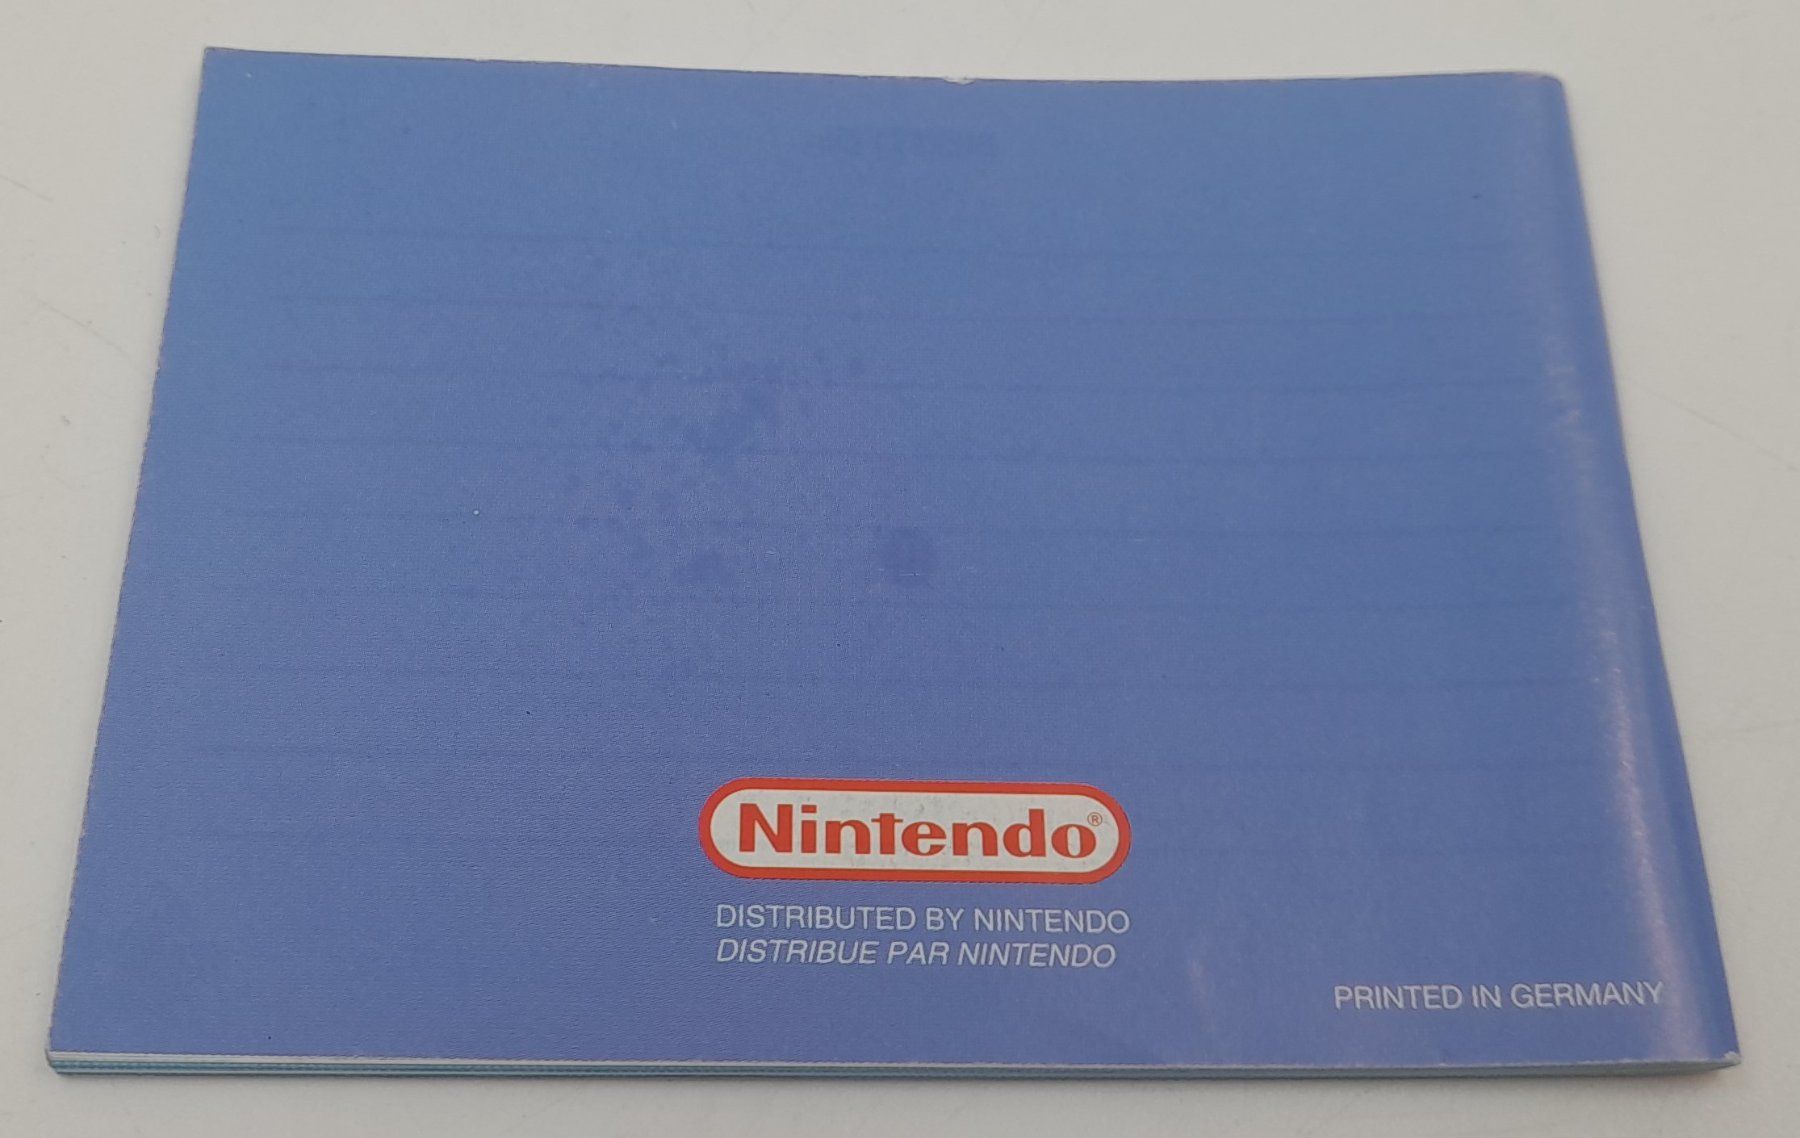 Nintendo®
DISTRIBUTED BY NINTENDO
DISTRIBUE PAR NINTENDO
PRINTED IN GERMANY